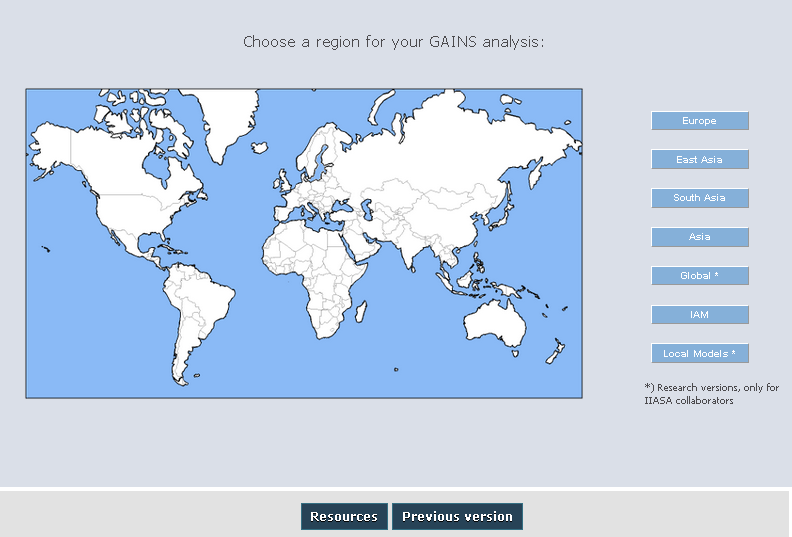 Choose a region for your GAINS analysis:
Europe
East Asia
South Asia
Asia
Global *
IAM
Local Models *
*) Research versions, only for
IIASA collaborators
Resources
Previous version